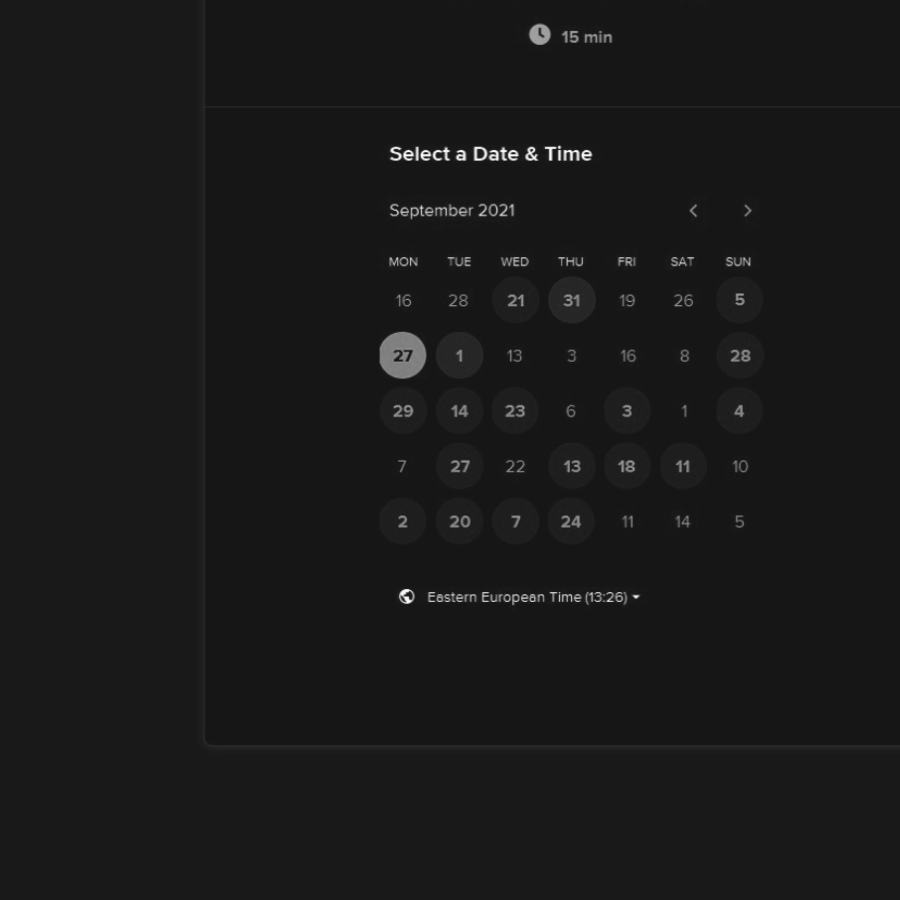 15 min
Select a Date & Time
September 2021
MON TUE WED THU FRI SAT SUN
16 28 21 31 19 26 5
27 1 13 3 16 8 28
29 14 23 6 3 1 4
7 27 22 13 18 11 10
2 20 7 24 11 14 5
Eastern European Time (13:26)